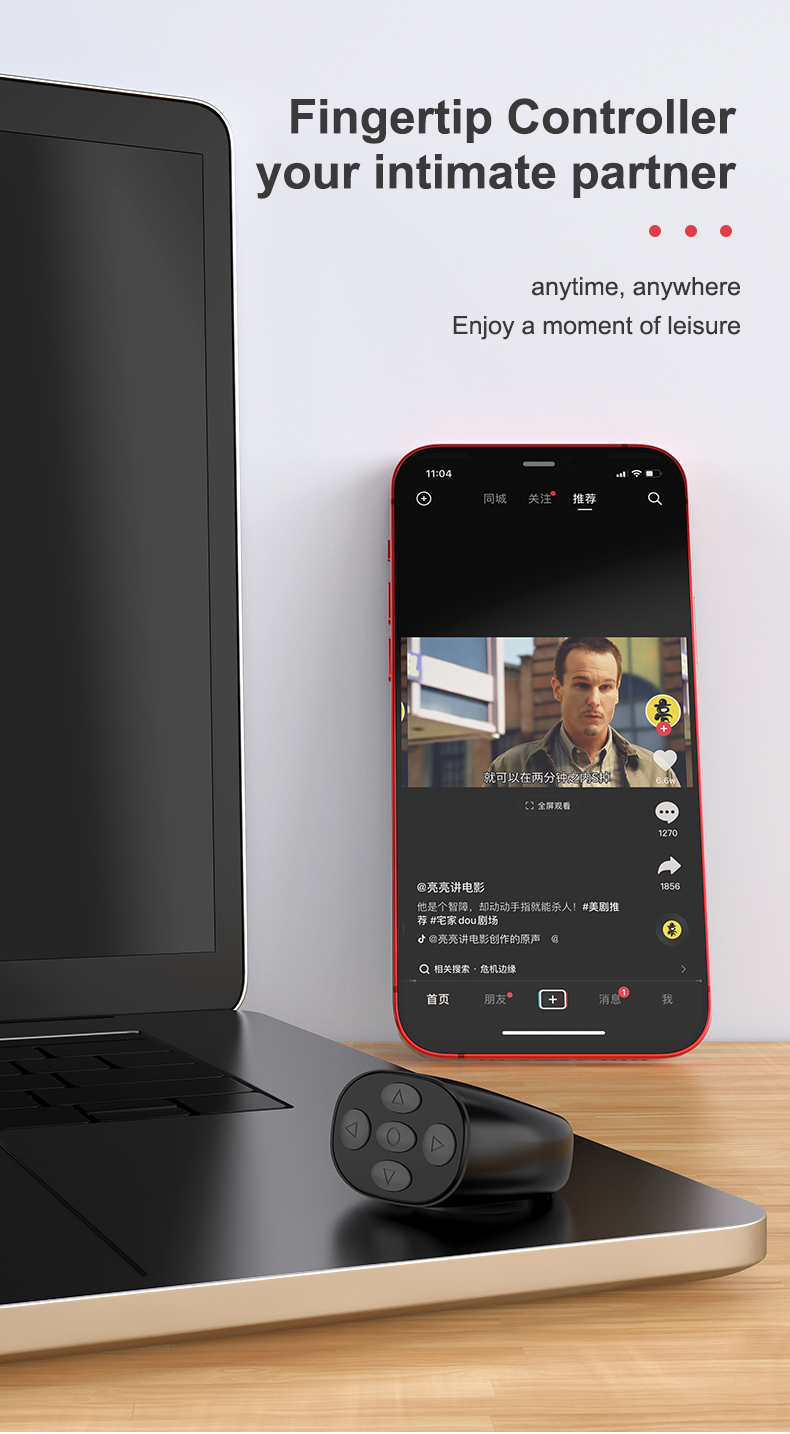 Fingertip Controller
your intimate partner
anytime, anywhere
Enjoy a moment of leisure
11:04
同城 关注 推荐
就可以在两分钟之内
6.6w
全屏观看
1270
1856
@亮亮讲电影
他是个智障,却动动手指就能杀人!#美剧推
荐 #宅家dou剧场
@亮亮讲电影创作的原声 @
相关搜索 · 危机边缘
首页 朋友 消息 1 我